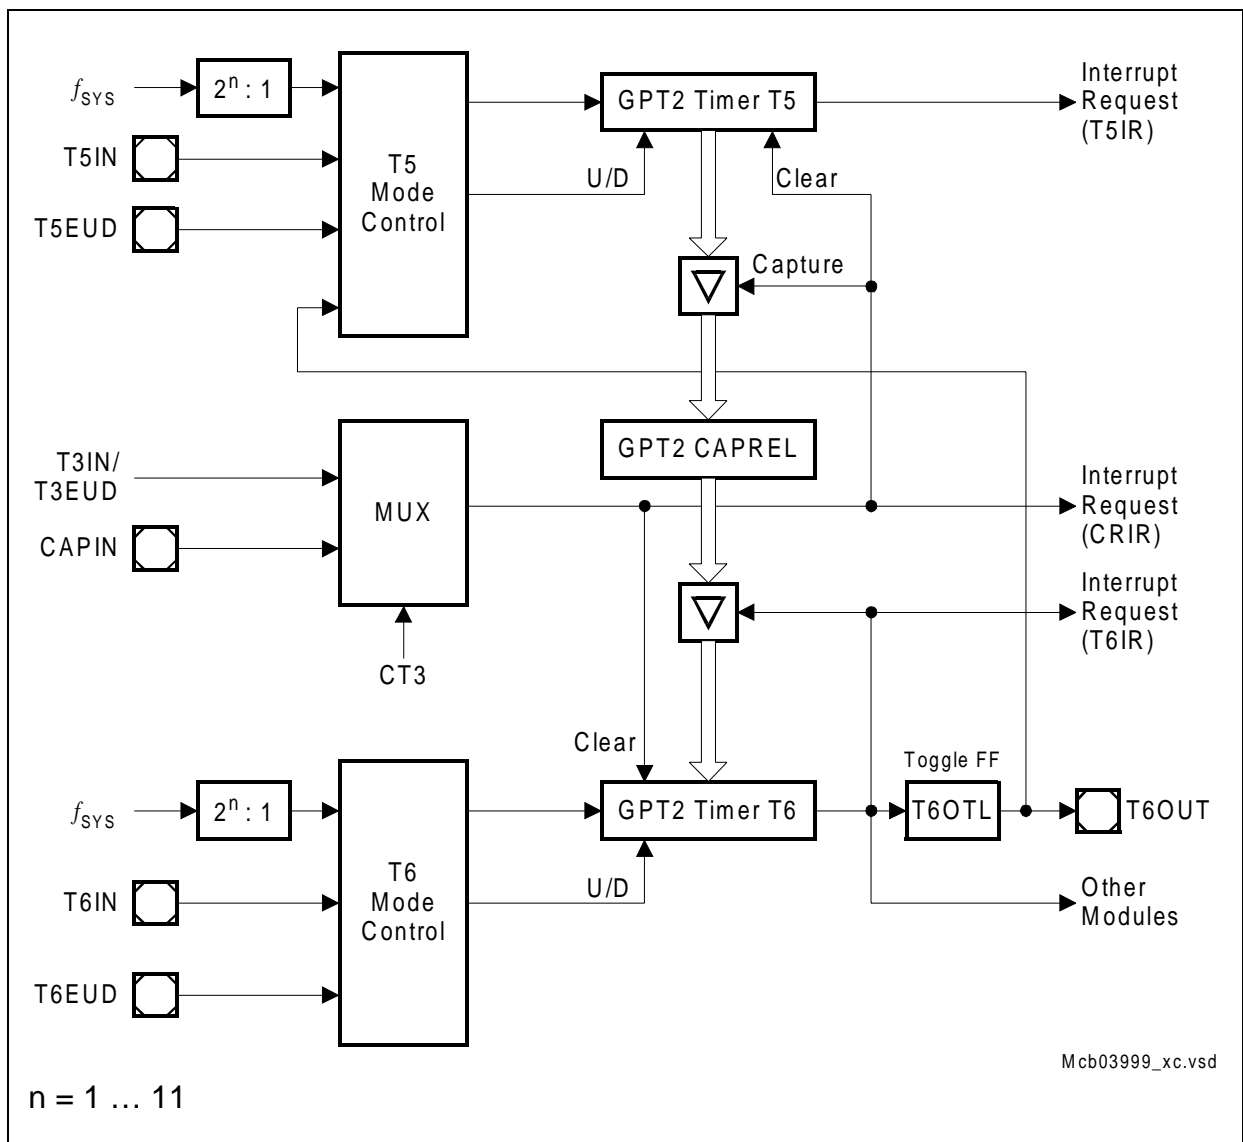 fSYS
2n : 1
T5IN
T5EUD
T5
Mode
Control
U/D
GPT2 Timer T5
Clear
Interrupt
Request
(T5IR)
Capture
T3IN/
T3EUD
CAPIN
MUX
CT3
GPT2 CAPREL
Interrupt
Request
(CRIR)
Interrupt
Request
(T6IR)
Clear
fSYS
2n : 1
T6IN
T6EUD
T6
Mode
Control
U/D
GPT2 Timer T6
Toggle FF
T6OTL
T6OUT
Other
Modules
Mcb03999_xc.vsd
n = 1 … 11